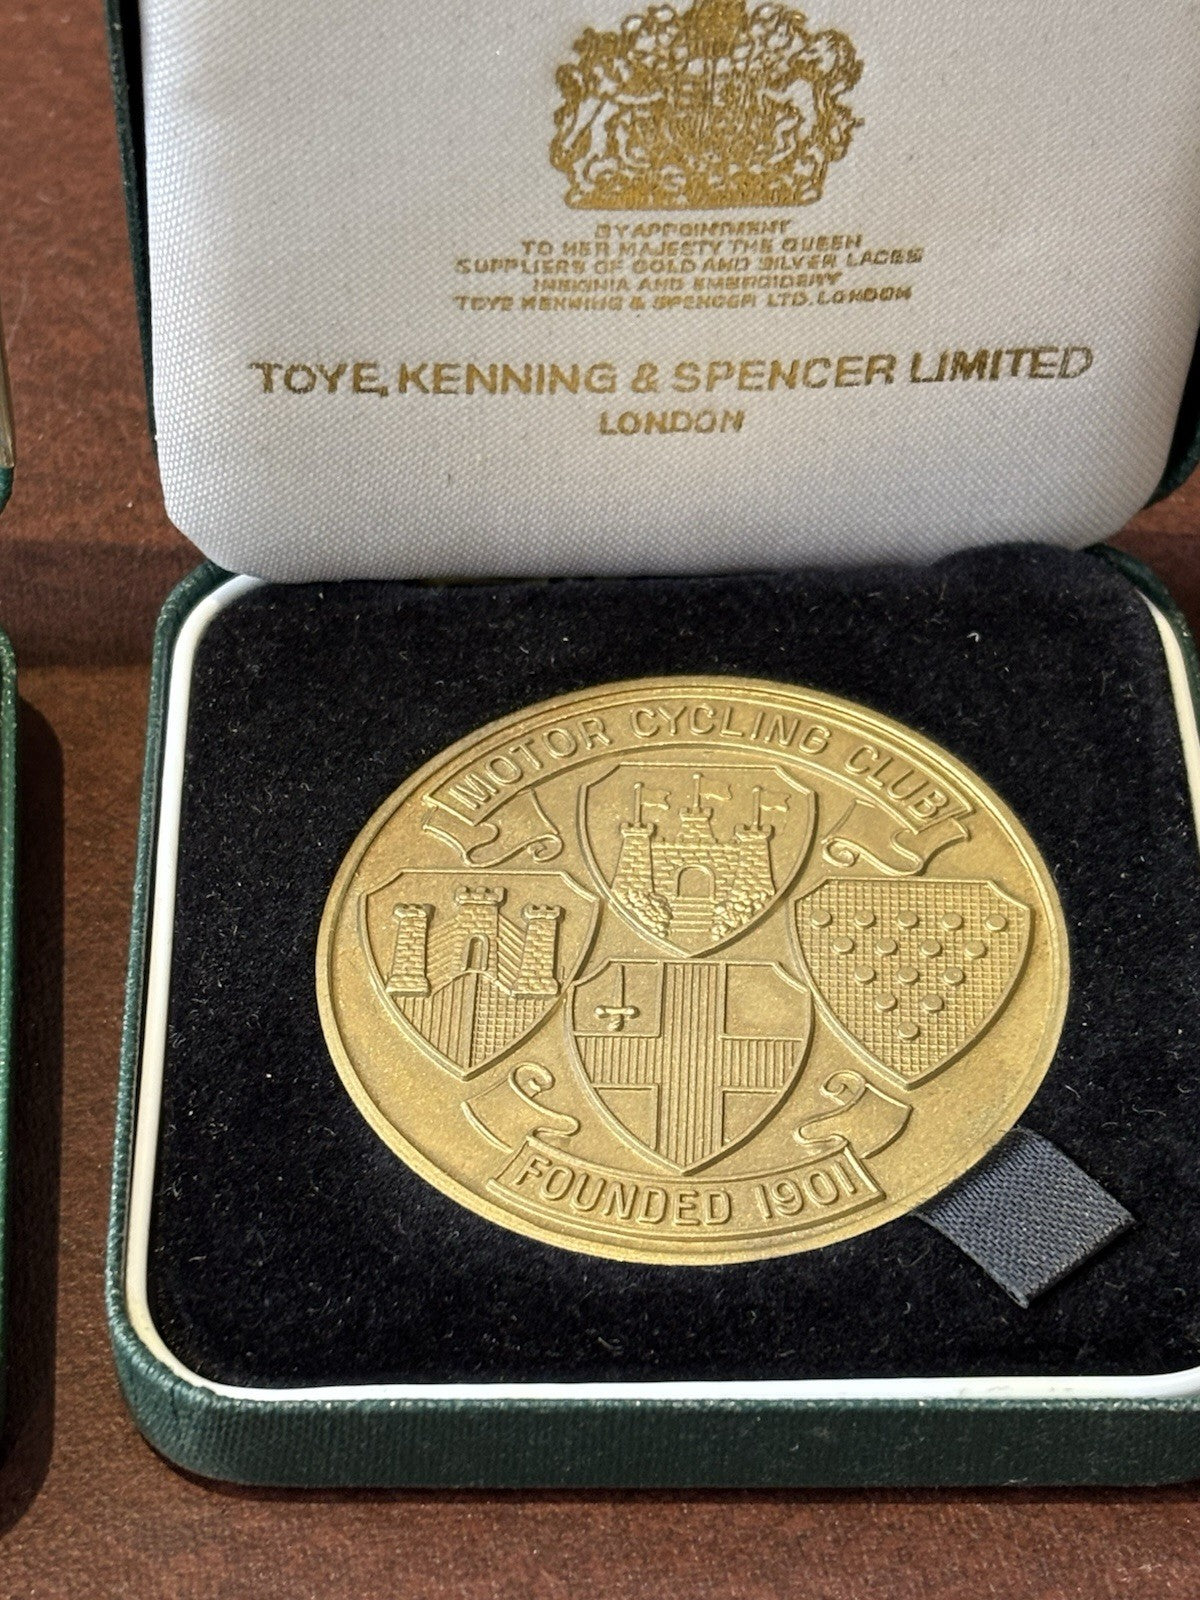 BY APPOINTMENT
TO HER MAJESTY THE QUEEN
SUPPLIERS OF GOLD AND SILVER LACES
INSIGNIA AND EMBROIDERY
TOYE KENNING & SPENCER LTD. LONDON
TOYE, KENNING & SPENCER LIMITED
LONDON
MOTOR CYCLING CLUB
FOUNDED 1901